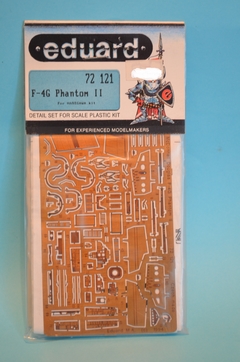 eduard
72 121
F-4G Phantom II
DETAIL SET FOR SCALE PLASTIC KIT
FOR EXPERIENCED MODELMAKERS